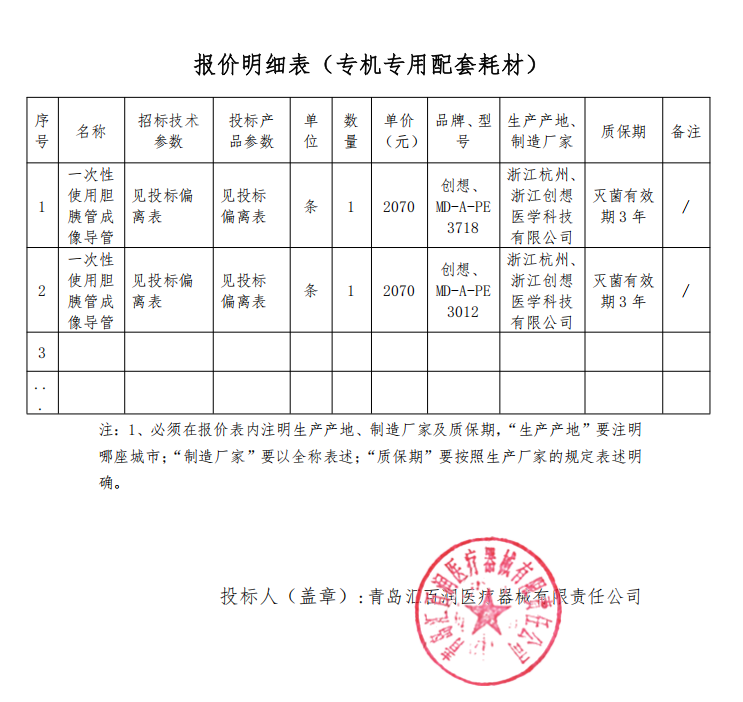 报价明细表（专机专用配套耗材）
序号 名称 招标技术参数 投标产品参数 单位 数量 单价（元） 品牌、型号 生产产地、制造厂家 质保期 备注
1 一次性使用胆胰管成像导管 见投标偏离表 见投标偏离表 条 1 2070 创想、MD-A-PE3718 浙江杭州、浙江创想医学科技有限公司 灭菌有效期3年 /
2 一次性使用胆胰管成像导管 见投标偏离表 见投标偏离表 条 1 2070 创想、MD-A-PE3012 浙江杭州、浙江创想医学科技有限公司 灭菌有效期3年 /
3
...
注：1、必须在报价表内注明生产产地、制造厂家及质保期，“生产产地”要注明
哪座城市；“制造厂家”要以全称表述；“质保期”要按照生产厂家的规定表述明
确。
投标人（盖章）:青岛汇百润医疗器械有限责任公司
青岛汇百润医疗器械有限责任公司